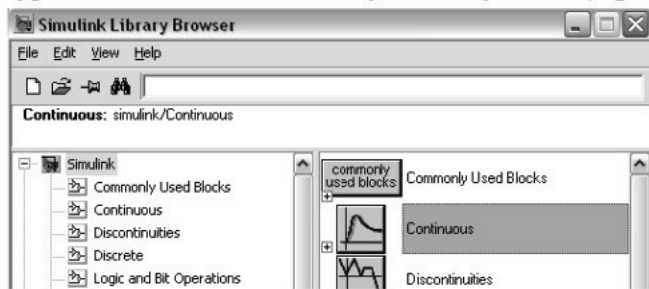 Simulink Library Browser
File Edit View Help
Continuous: simulink/Continuous
Simulink
Commonly Used Blocks
Continuous
Discontinuities
Discrete
Logic and Bit Operations
commonly
used blocks
Commonly Used Blocks
Continuous
Discontinuities